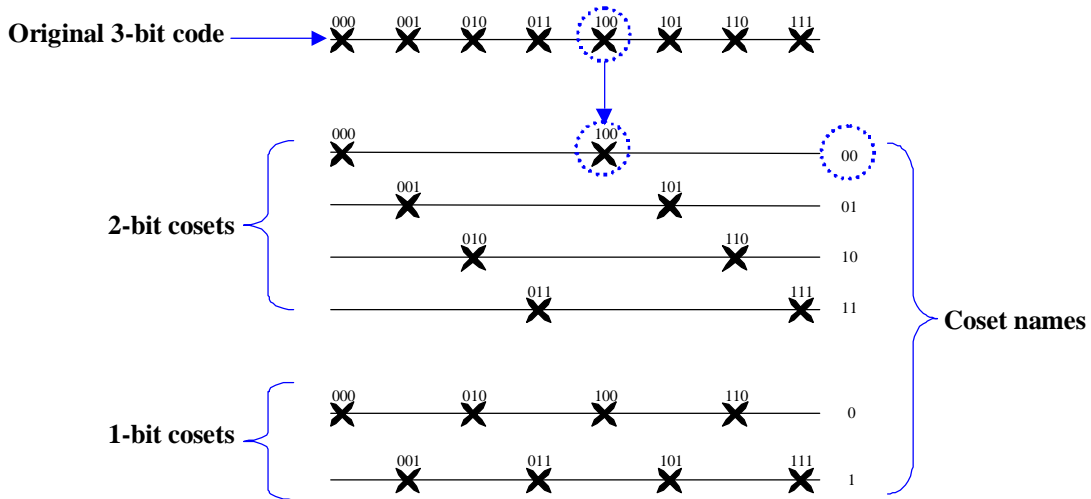 000 001 010 011 100 101 110 111
Original 3-bit code
000 100 00
001 101 01
2-bit cosets
010 110 10
011 111 11
Coset names
000 010 100 110 0
1-bit cosets
001 011 101 111 1